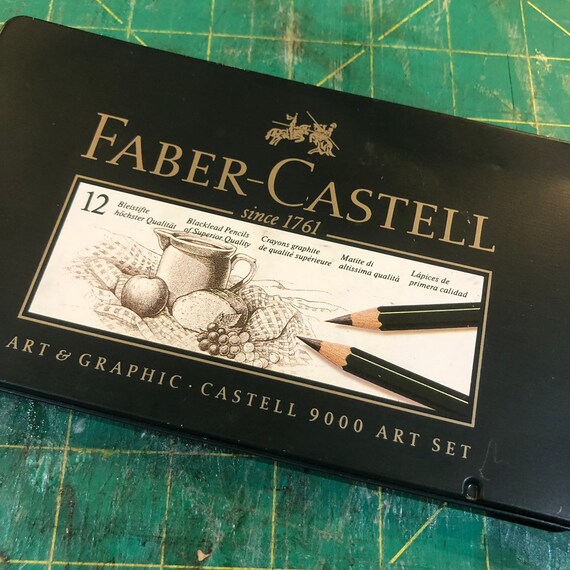 FABER-CASTELL
since 1761
12
Bleistifte
höchster Qualität
Blacklead Pencils
of Superior Quality
Crayons graphite
de qualité supérieure
Matite di
altissima qualità
Lápices de
primera calidad
ART & GRAPHIC · CASTELL 9000 ART SET